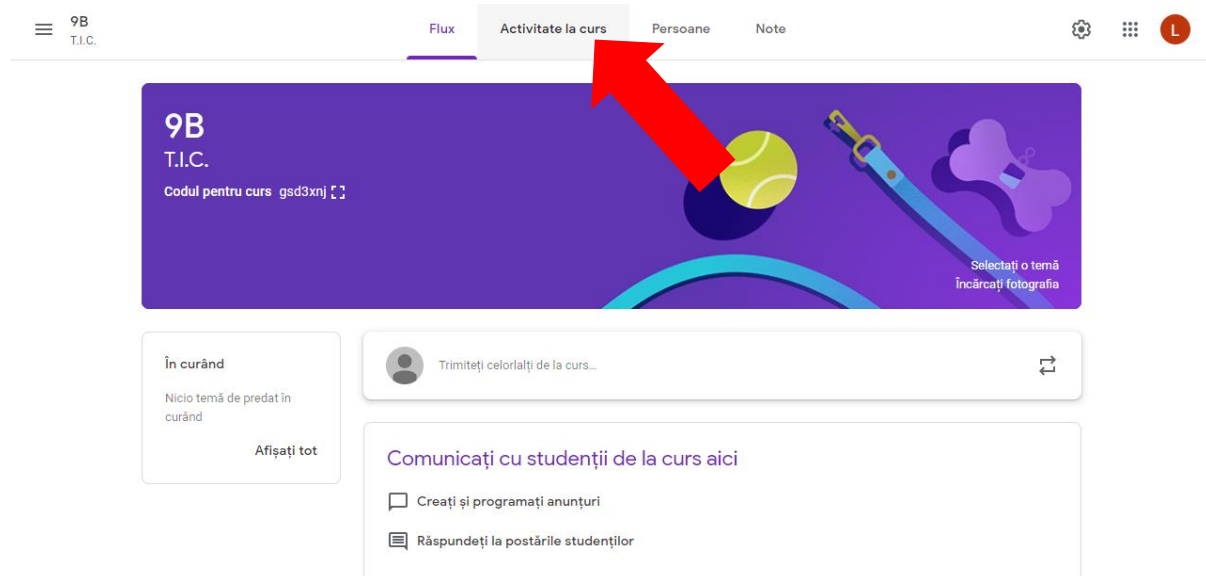 9B
T.I.C.
Flux Activitate la curs Persoane Note
L
9B
T.I.C.
Codul pentru curs gsd3xnj
Selectați o temă
Încărcați fotografia
În curând
Nicio temă de predat în
curând
Afișați tot
Trimiteți celorlalți de la curs...
Comunicați cu studenții de la curs aici
Creați și programați anunțuri
Răspundeți la postările studenților